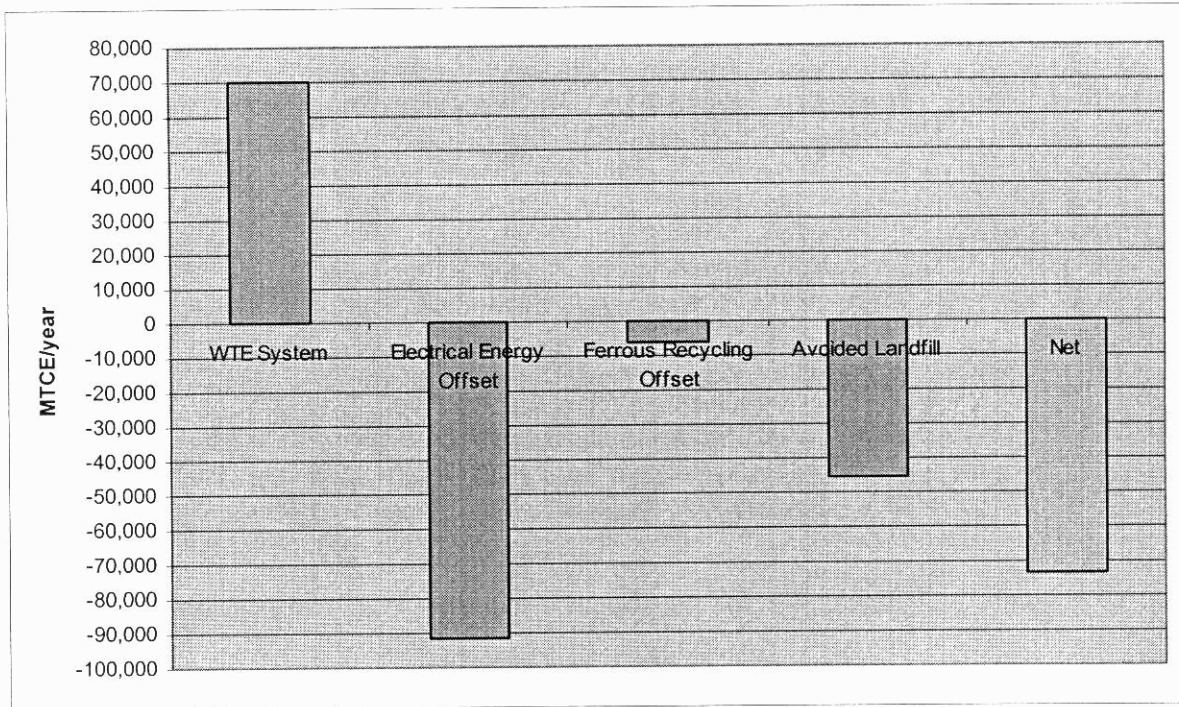 80,000
70,000
60,000
50,000
40,000
30,000
20,000
10,000
0
-10,000
-20,000
-30,000
-40,000
-50,000
-60,000
-70,000
-80,000
-90,000
-100,000
MTCE/year
WTE System
Electrical Energy
Offset
Ferrous Recycling
Offset
Avoided Landfill
Net